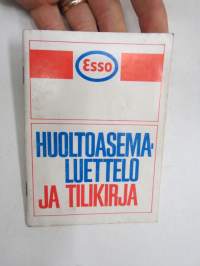 Esso
HUOLTOASEMA-
LUETTELO
JA TILIKIRJA